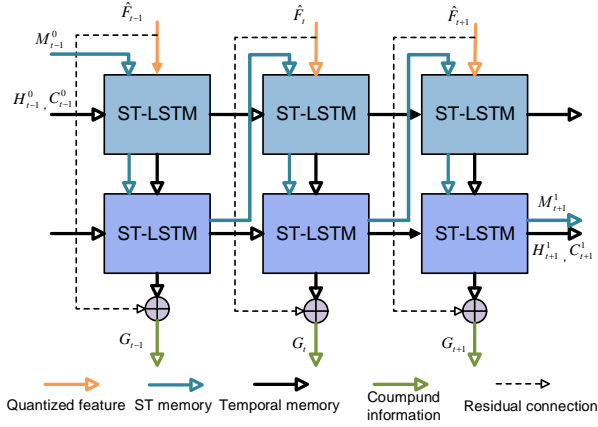 F̂_{t-1}
F̂_t
F̂_{t+1}
M^0_{t-1}
H^0_{t-1}, C^0_{t-1}
ST-LSTM
ST-LSTM
ST-LSTM
ST-LSTM
ST-LSTM
ST-LSTM
M^1_{t+1}
H^1_{t+1}, C^1_{t+1}
G_{t-1}
G_t
G_{t+1}
Quantized feature
ST memory
Temporal memory
Coumpund
information
Residual connection